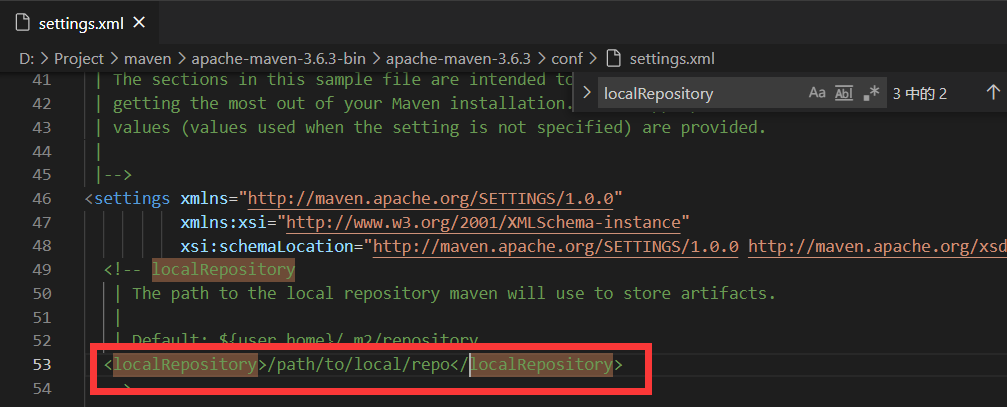 settings.xml
D: > Project > maven > apache-maven-3.6.3-bin > apache-maven-3.6.3 > conf > settings.xml
41 | The sections in this sample file are intended to
localRepository Aa Abl .* 3 中的 2
42 | getting the most out of your Maven installation.
43 | values (values used when the setting is not specified) are provided.
44 |
45 |-->
46 <settings xmlns="http://maven.apache.org/SETTINGS/1.0.0"
47 xmlns:xsi="http://www.w3.org/2001/XMLSchema-instance"
48 xsi:schemaLocation="http://maven.apache.org/SETTINGS/1.0.0 http://maven.apache.org/xsd
49 <!-- localRepository
50 | The path to the local repository maven will use to store artifacts.
51 |
52 | Default: ${user.home}/.m2/repository
53 <localRepository>/path/to/local/repo</localRepository>
54 >